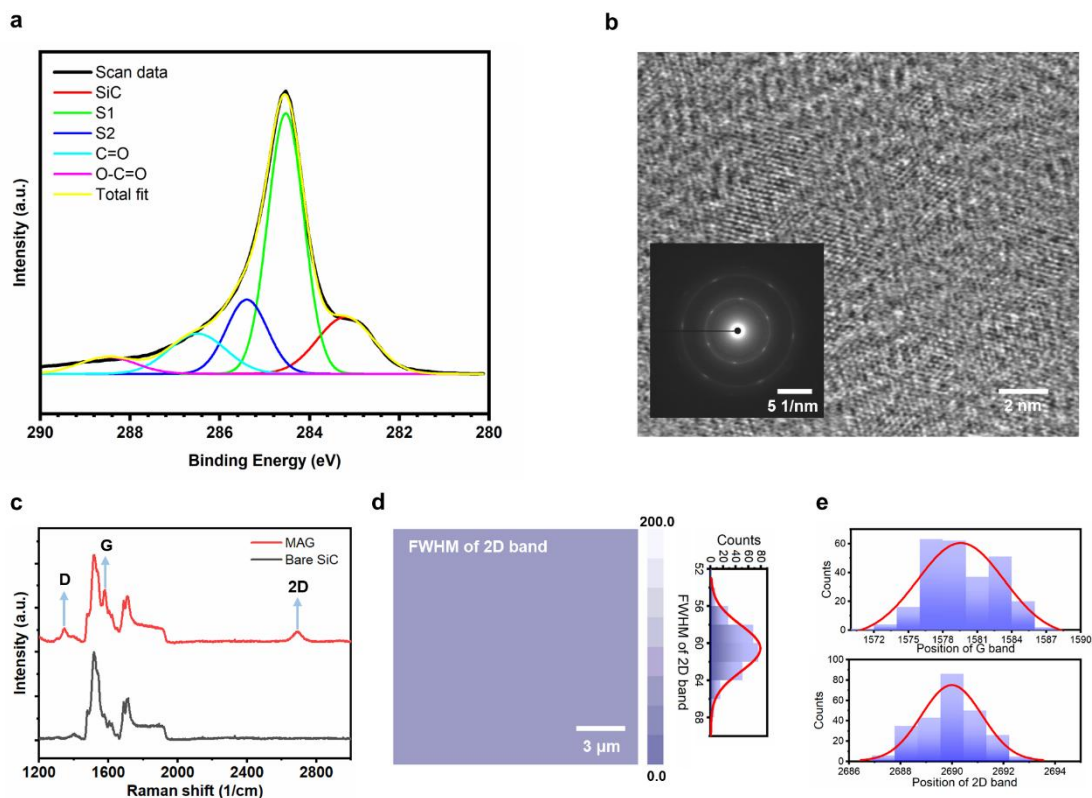 a
Scan data
SiC
S1
S2
C=O
O-C=O
Total fit
Intensity (a.u.)
290 288 286 284 282 280
Binding Energy (eV)
b
5 1/nm
2 nm
c
D
G
2D
MAG
Bare SiC
Intensity (a.u.)
1200 1600 2000 2400 2800
Raman shift (1/cm)
d
FWHM of 2D band
3 μm
200.0
0.0
Counts
0 20 40 60 80
52
56
60
64
68
FWHM of 2D band
e
60
40
20
0
Counts
1572 1575 1578 1581 1584 1587 1590
Position of G band
100
80
60
40
20
0
Counts
2666 2688 2690 2692 2694
Position of 2D band